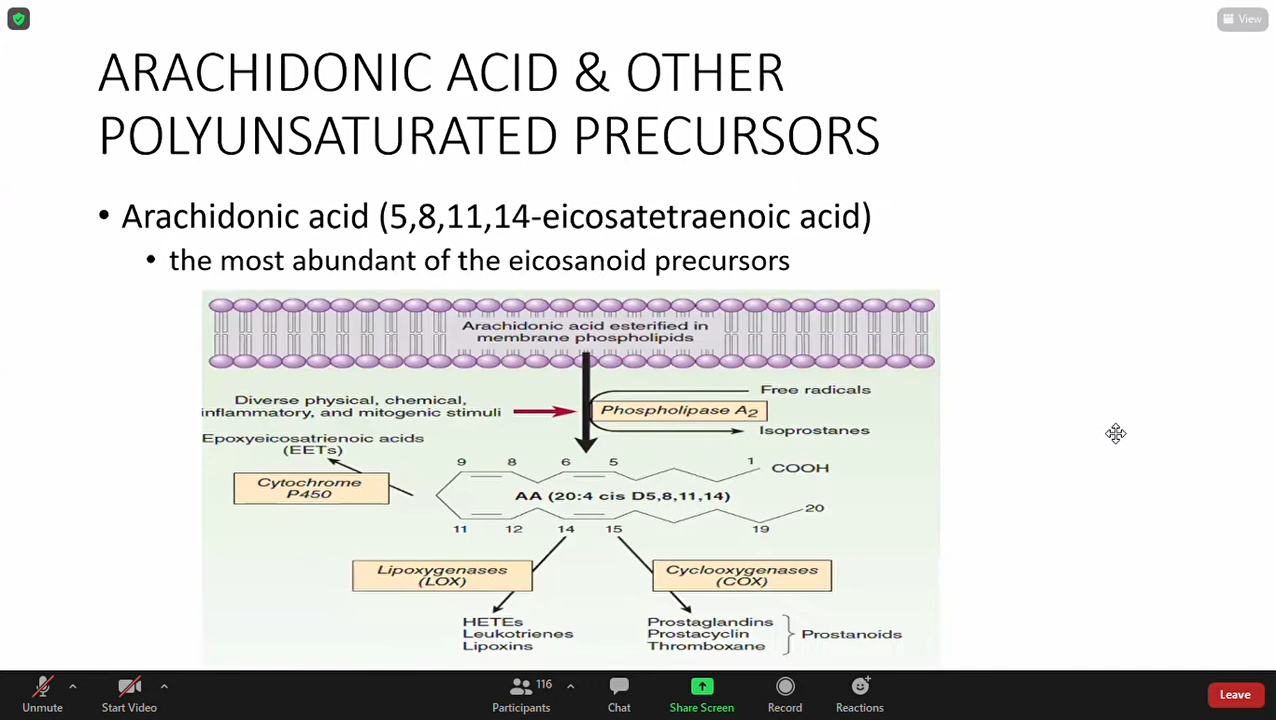 View
ARACHIDONIC ACID & OTHER
POLYUNSATURATED PRECURSORS
• Arachidonic acid (5,8,11,14-eicosatetraenoic acid)
• the most abundant of the eicosanoid precursors
Arachidonic acid esterified in
membrane phospholipids
Diverse physical, chemical,
inflammatory, and mitogenic stimuli
Free radicals
Phospholipase A2
Isoprostanes
Epoxyeicosatrienoic acids
(EETs)
Cytochrome
P450
9 8 6 5 1 COOH
AA (20:4 cis D5,8,11,14)
20
11 12 14 15 19
Lipoxygenases
(LOX)
Cyclooxygenases
(COX)
HETEs
Leukotrienes
Lipoxins
Prostaglandins
Prostacyclin
Thromboxane
Prostanoids
Unmute
Start Video
116
Participants
Chat
Share Screen
Record
Reactions
Leave